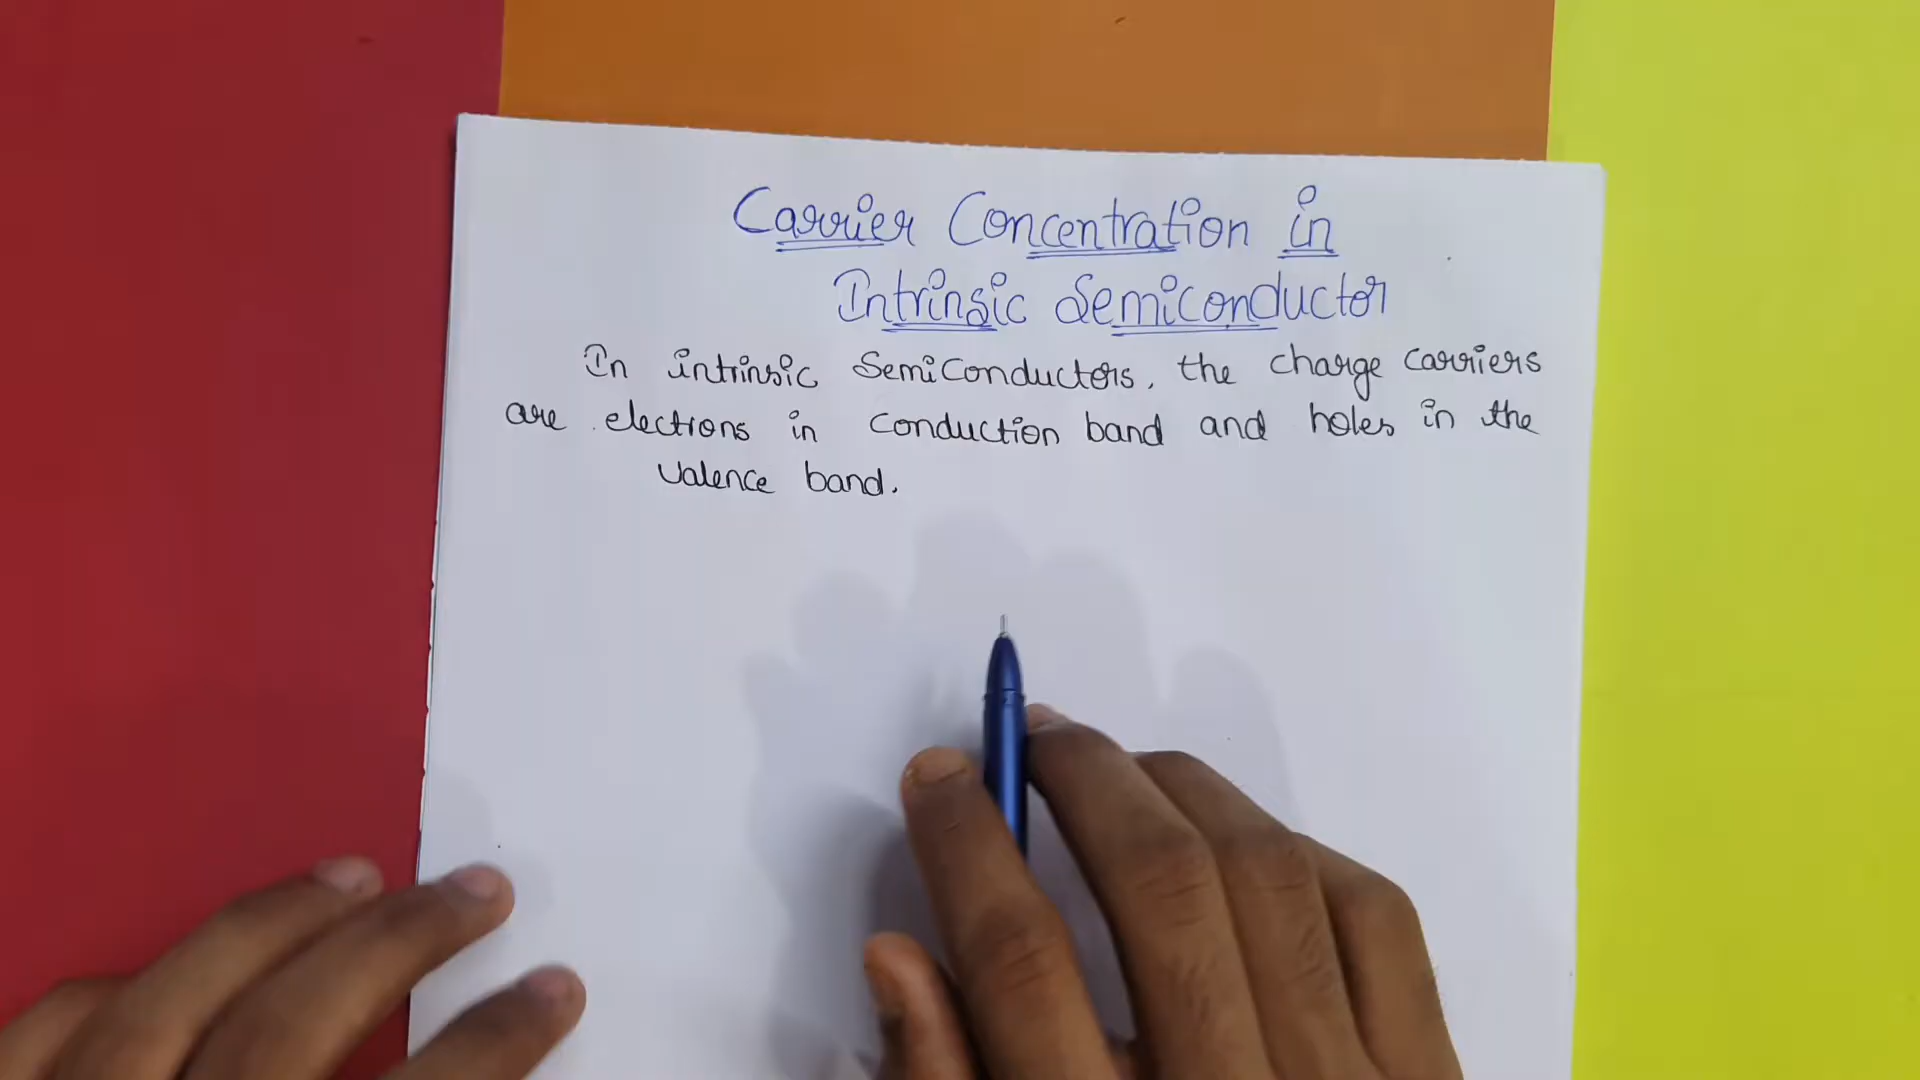 Carrier Concentration in
Intrinsic Semiconductor
In intrinsic SemiConductors, the charge carriers
are electrons in conduction band and holes in the
valence band.